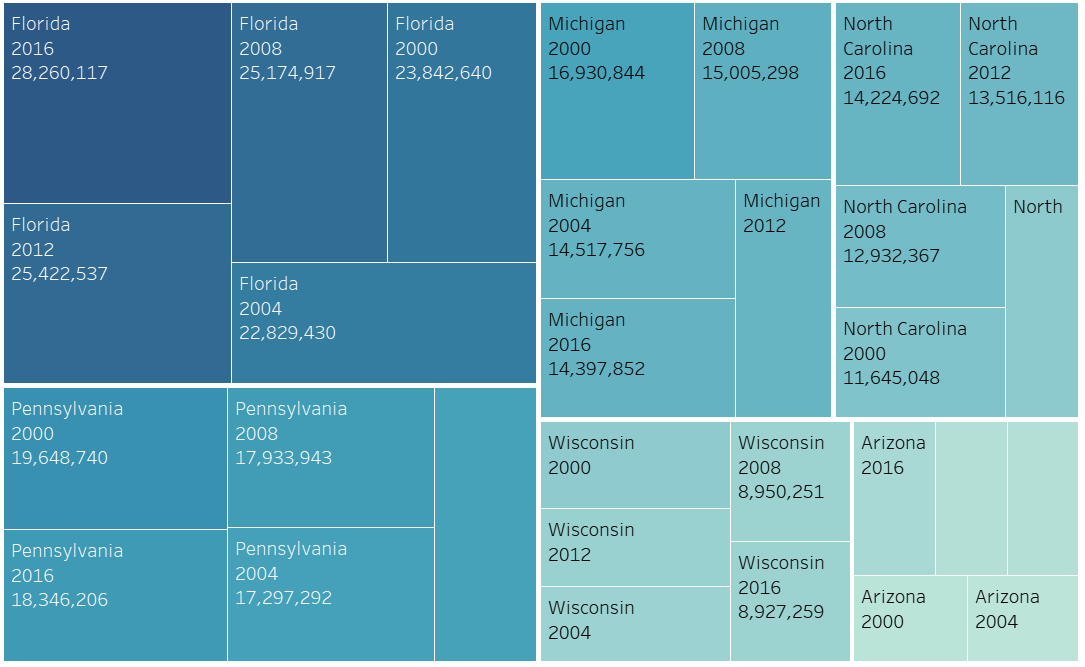 Florida
2016
28,260,117
Florida
2008
25,174,917
Florida
2000
23,842,640
Florida
2012
25,422,537
Florida
2004
22,829,430
Pennsylvania
2000
19,648,740
Pennsylvania
2008
17,933,943
Pennsylvania
2016
18,346,206
Pennsylvania
2004
17,297,292
Michigan
2000
16,930,844
Michigan
2008
15,005,298
Michigan
2004
14,517,756
Michigan
2012
Michigan
2016
14,397,852
North
Carolina
2016
14,224,692
North
Carolina
2012
13,516,116
North Carolina
2008
12,932,367
North
North Carolina
2000
11,645,048
Wisconsin
2000
Wisconsin
2012
Wisconsin
2004
Wisconsin
2008
8,950,251
Wisconsin
2016
8,927,259
Arizona
2016
Arizona
2000
Arizona
2004